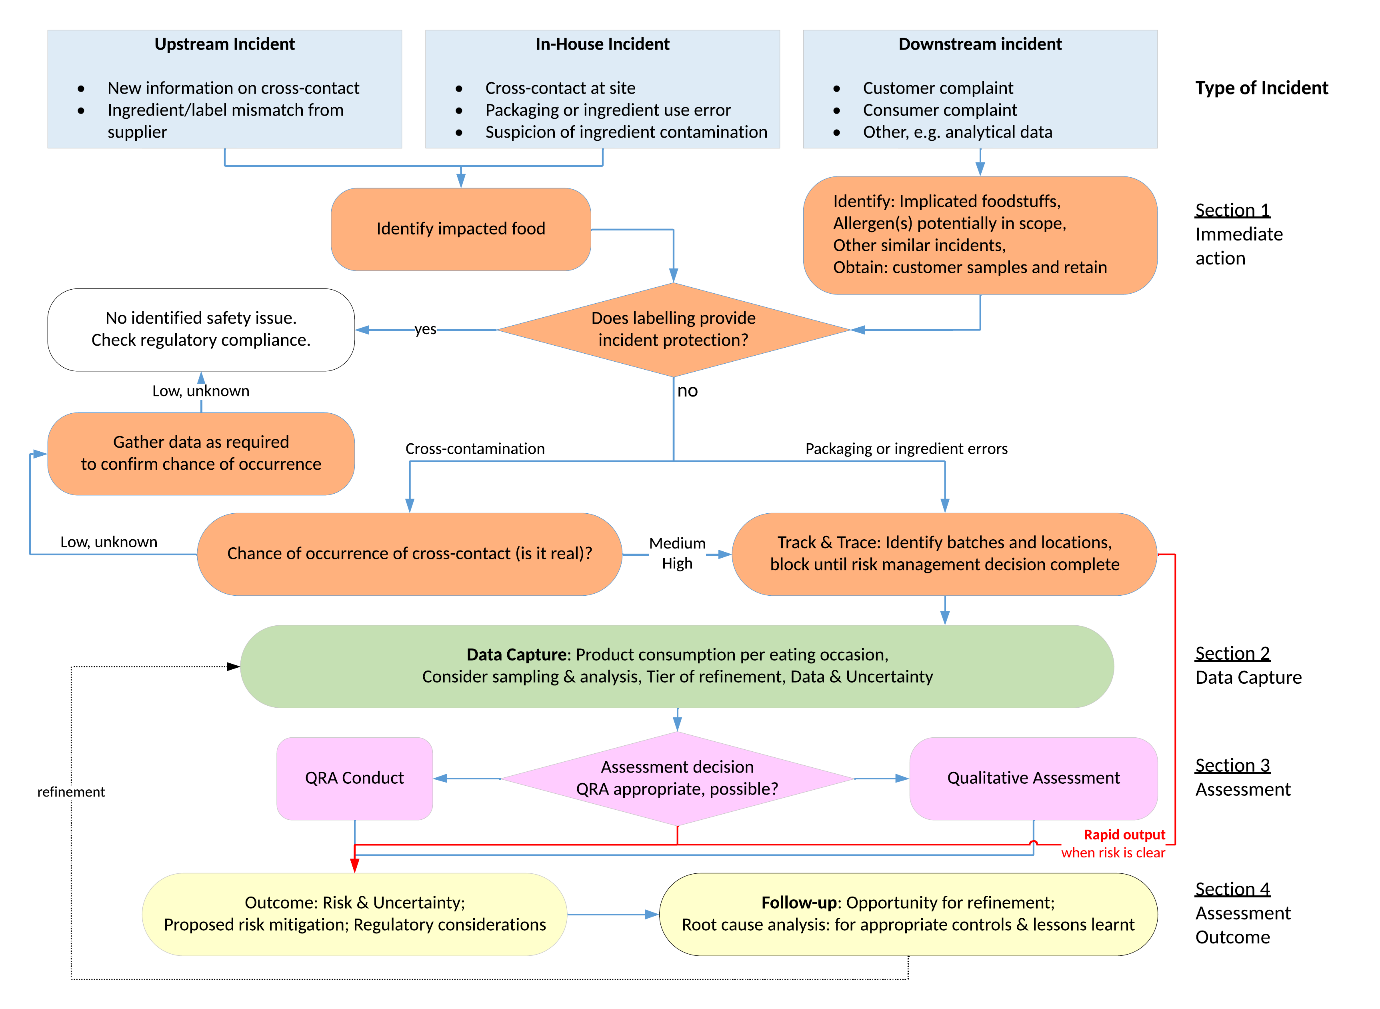 Upstream Incident
• New information on cross-contact
• Ingredient/label mismatch from
supplier
In-House Incident
• Cross-contact at site
• Packaging or ingredient use error
• Suspicion of ingredient contamination
Downstream incident
• Customer complaint
• Consumer complaint
• Other, e.g. analytical data
Type of Incident
Identify impacted food
Identify: Implicated foodstuffs,
Allergen(s) potentially in scope,
Other similar incidents,
Obtain: customer samples and retain
Section 1
Immediate
action
No identified safety issue.
Check regulatory compliance.
yes
Does labelling provide
incident protection?
no
Low, unknown
Gather data as required
to confirm chance of occurrence
Cross-contamination
Packaging or ingredient errors
Low, unknown
Chance of occurrence of cross-contact (is it real)?
Medium
High
Track & Trace: Identify batches and locations,
block until risk management decision complete
Data Capture: Product consumption per eating occasion,
Consider sampling & analysis, Tier of refinement, Data & Uncertainty
Section 2
Data Capture
QRA Conduct
Assessment decision
QRA appropriate, possible?
Qualitative Assessment
Section 3
Assessment
refinement
Rapid output
when risk is clear
Outcome: Risk & Uncertainty;
Proposed risk mitigation; Regulatory considerations
Follow-up: Opportunity for refinement;
Root cause analysis: for appropriate controls & lessons learnt
Section 4
Assessment
Outcome